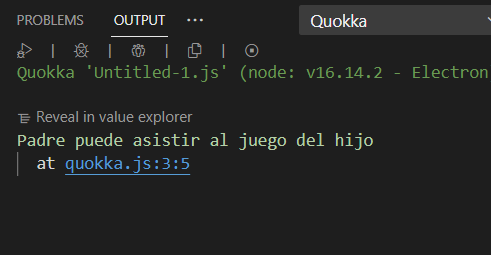 PROBLEMS OUTPUT Quokka
Quokka 'Untitled-1.js' (node: v16.14.2 - Electron
Reveal in value explorer
Padre puede asistir al juego del hijo
at quokka.js:3:5